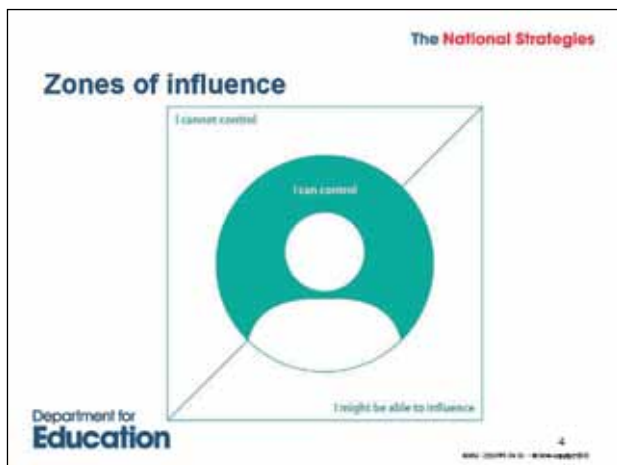 The National Strategies
Zones of influence
I cannot control
I can control
I might be able to influence
Department for
Education
4